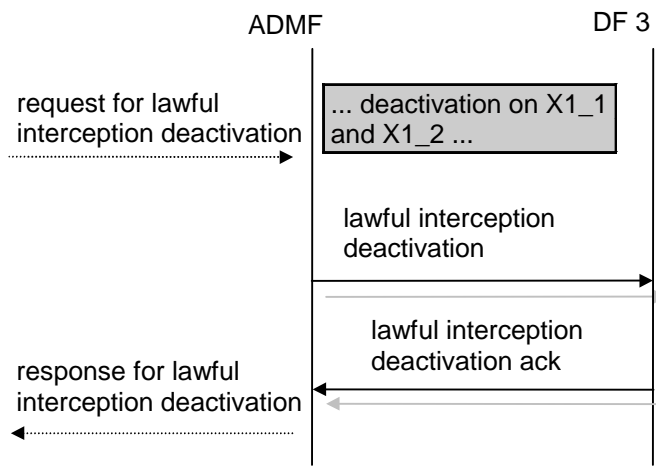 ADMF
DF 3
request for lawful
interception deactivation
... deactivation on X1_1
and X1_2 ...
lawful interception
deactivation
lawful interception
deactivation ack
response for lawful
interception deactivation